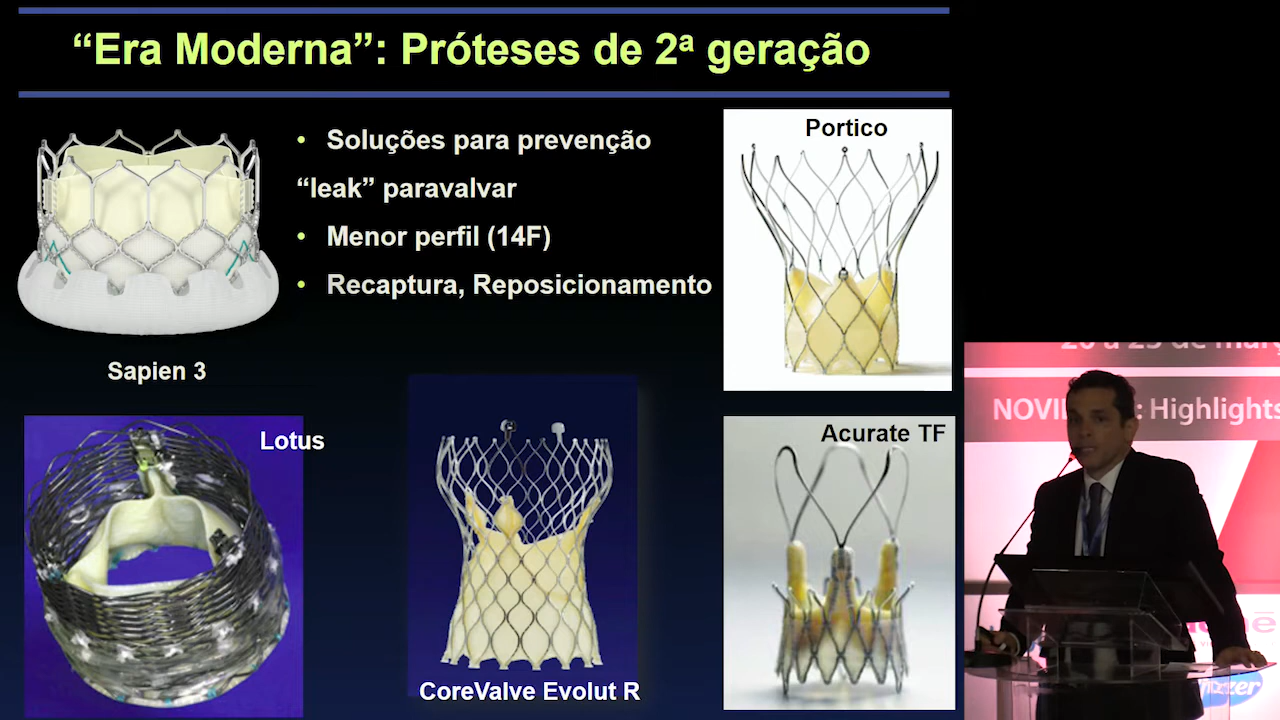 “Era Moderna”: Próteses de 2ª geração
• Soluções para prevenção
“leak” paravalvar
• Menor perfil (14F)
• Recaptura, Reposicionamento
Portico
Sapien 3
Lotus
CoreValve Evolut R
Acurate TF
: Highlights